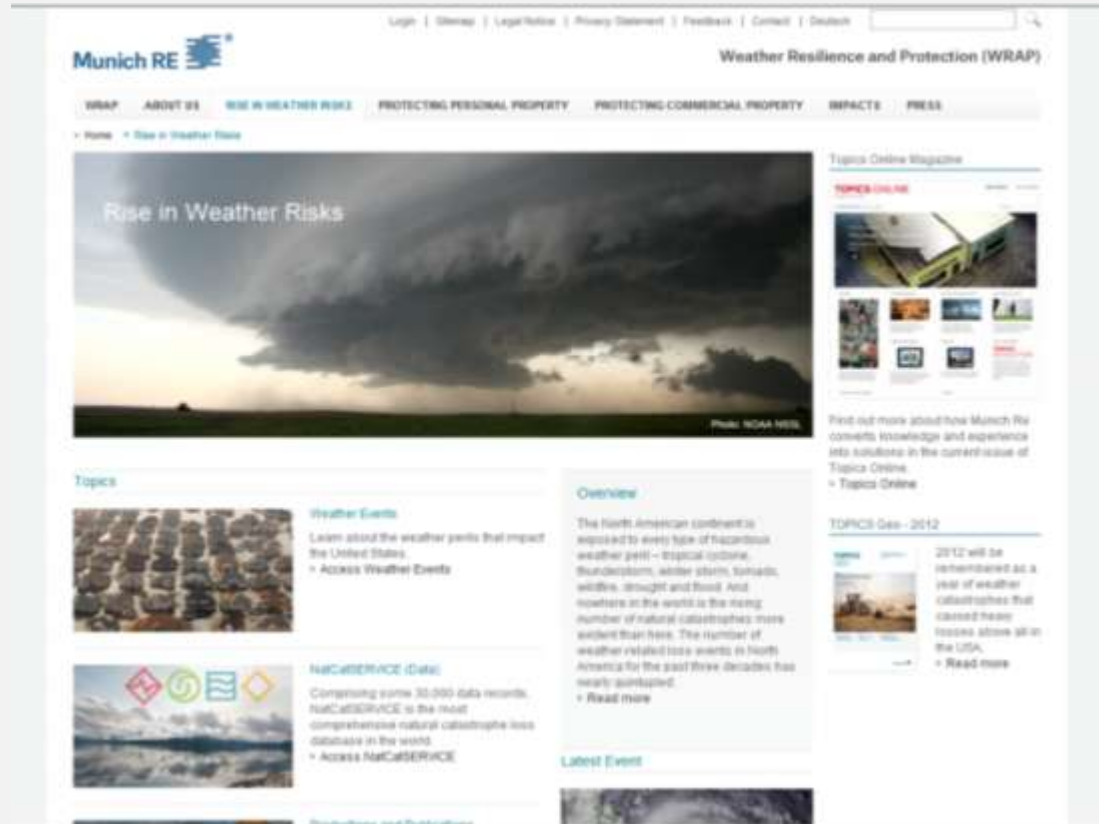 Login | Sitemap | Legal Notice | Privacy Statement | Feedback | Contact | Deutsch
Munich RE
Weather Resilience and Protection (WRAP)
WRAP ABOUT US RISE IN WEATHER RISKS PROTECTING PERSONAL PROPERTY PROTECTING COMMERCIAL PROPERTY IMPACTS PRESS
Home Rise in Weather Risks
Rise in Weather Risks
Photo: NOAA NSSL
Topics Online Magazine
TOPICS ONLINE
Find out more about how Munich Re
converts knowledge and experience
into solutions in the current issue of
Topics Online.
Topics Online
TOPICS Geo - 2012
TOPICS
2012 will be
remembered as a
year of weather
catastrophes that
caused heavy
losses above all in
the USA.
Read more
Topics
Weather Events
Learn about the weather perils that impact
the United States.
Access Weather Events
NatCatSERVICE (Data)
Comprising some 30,000 data records,
NatCatSERVICE is the most
comprehensive natural catastrophe loss
database in the world.
Access NatCatSERVICE
Overview
The North American continent is
exposed to every type of hazardous
weather peril – tropical cyclone,
thunderstorm, winter storm, tornado,
wildfire, drought and flood. And
nowhere in the world is the rising
number of natural catastrophes more
evident than here. The number of
weather-related loss events in North
America for the past three decades has
nearly quintupled.
Read more
Latest Event